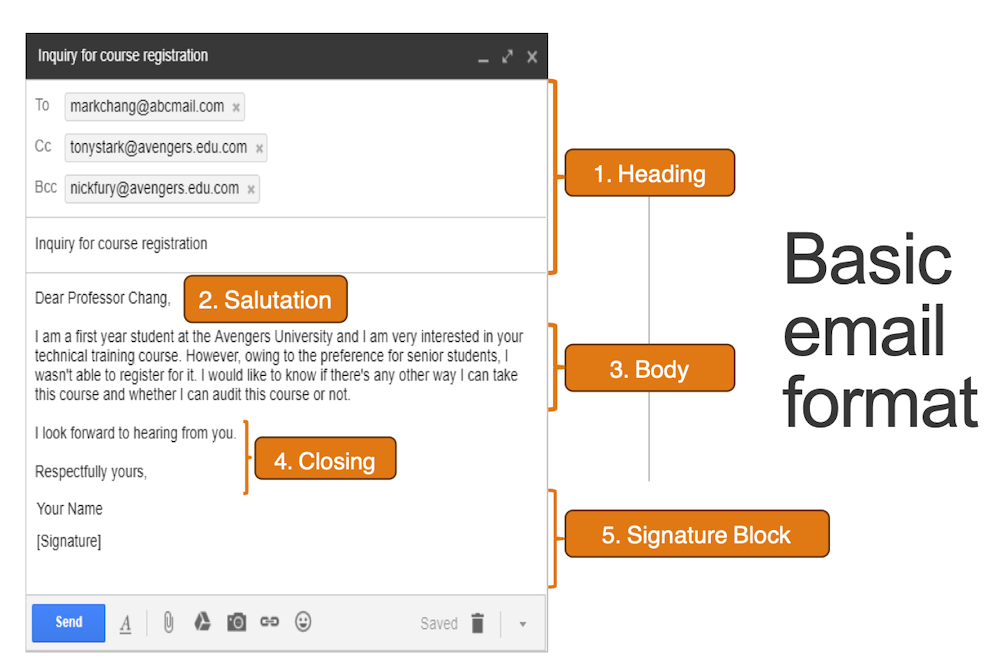 Inquiry for course registration
To markchang@abcmail.com ×
Cc tonystark@avengers.edu.com ×
Bcc nickfury@avengers.edu.com ×
1. Heading
Inquiry for course registration
Dear Professor Chang,
2. Salutation
I am a first year student at the Avengers University and I am very interested in your
technical training course. However, owing to the preference for senior students, I
wasn't able to register for it. I would like to know if there's any other way I can take
this course and whether I can audit this course or not.
3. Body
I look forward to hearing from you.
4. Closing
Respectfully yours,
Your Name
[Signature]
5. Signature Block
Send A Saved
Basic
email
format